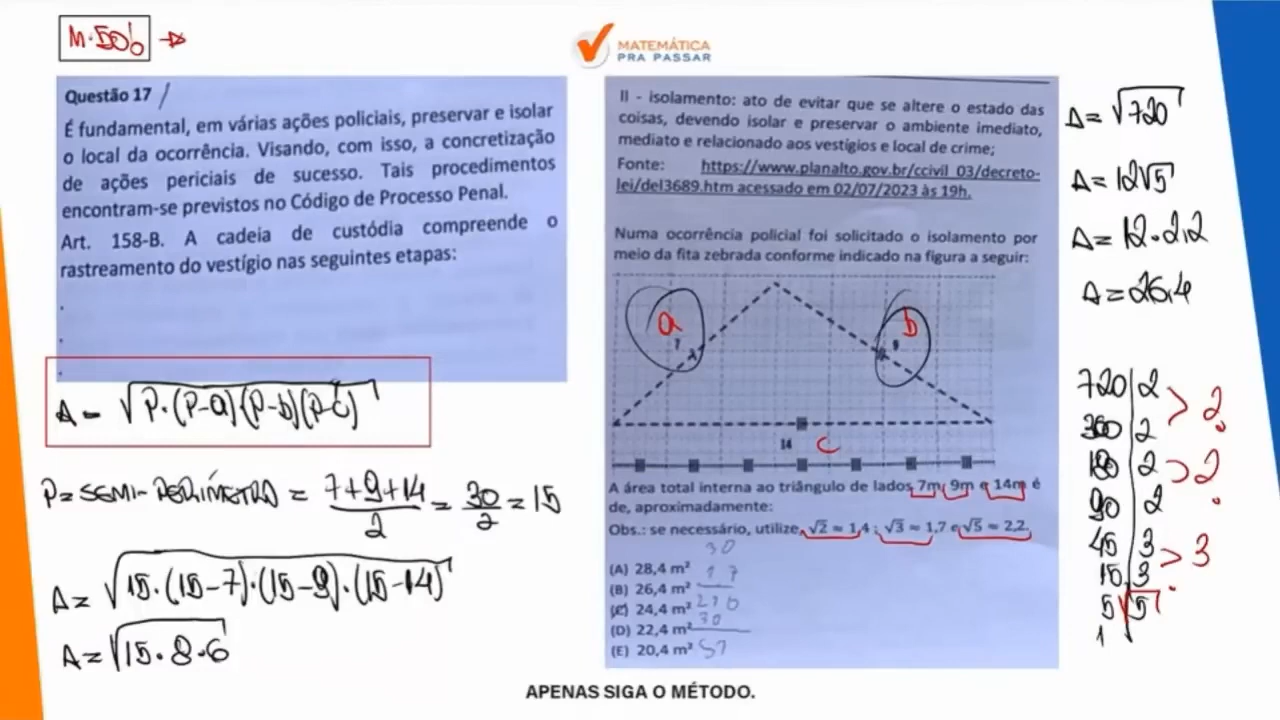 M.50%
MATEMÁTICA
PRA PASSAR
Questão 17
É fundamental, em várias ações policiais, preservar e isolar
o local da ocorrência. Visando, com isso, a concretização
de ações periciais de sucesso. Tais procedimentos
encontram-se previstos no Código de Processo Penal.
Art. 158-B. A cadeia de custódia compreende o
rastreamento do vestígio nas seguintes etapas:
A = √P.(P-a)(P-b)(P-c)
P = SEMI-PERÍMETRO = 7+9+14/2 = 30/2 = 15
A = √15.(15-7).(15-9).(15-14)
A = √15.8.6
II - isolamento: ato de evitar que se altere o estado das
coisas, devendo isolar e preservar o ambiente imediato,
mediato e relacionado aos vestígios e local de crime;
Fonte: https://www.planalto.gov.br/ccivil_03/decreto-
lei/del3689.htm acessado em 02/07/2023 às 19h.
Numa ocorrência policial foi solicitado o isolamento por
meio da fita zebrada conforme indicado na figura a seguir:
a
7
b
9
14
c
A área total interna ao triângulo de lados 7m, 9m e 14m é
de, aproximadamente:
Obs.: se necessário, utilize √2 = 1,4 ; √3 = 1,7 e √5 = 2,2.
(A) 28,4 m²
(B) 26,4 m²
(C) 24,4 m²
(D) 22,4 m²
(E) 20,4 m²
30
17
210
30
51
A = √720
A = 12√5
A = 12.2,2
A = 26,4
720 2
360 2
180 2
90 2
45 3
15 3
5 √5
1
> 2
> 2
> 3
APENAS SIGA O MÉTODO.